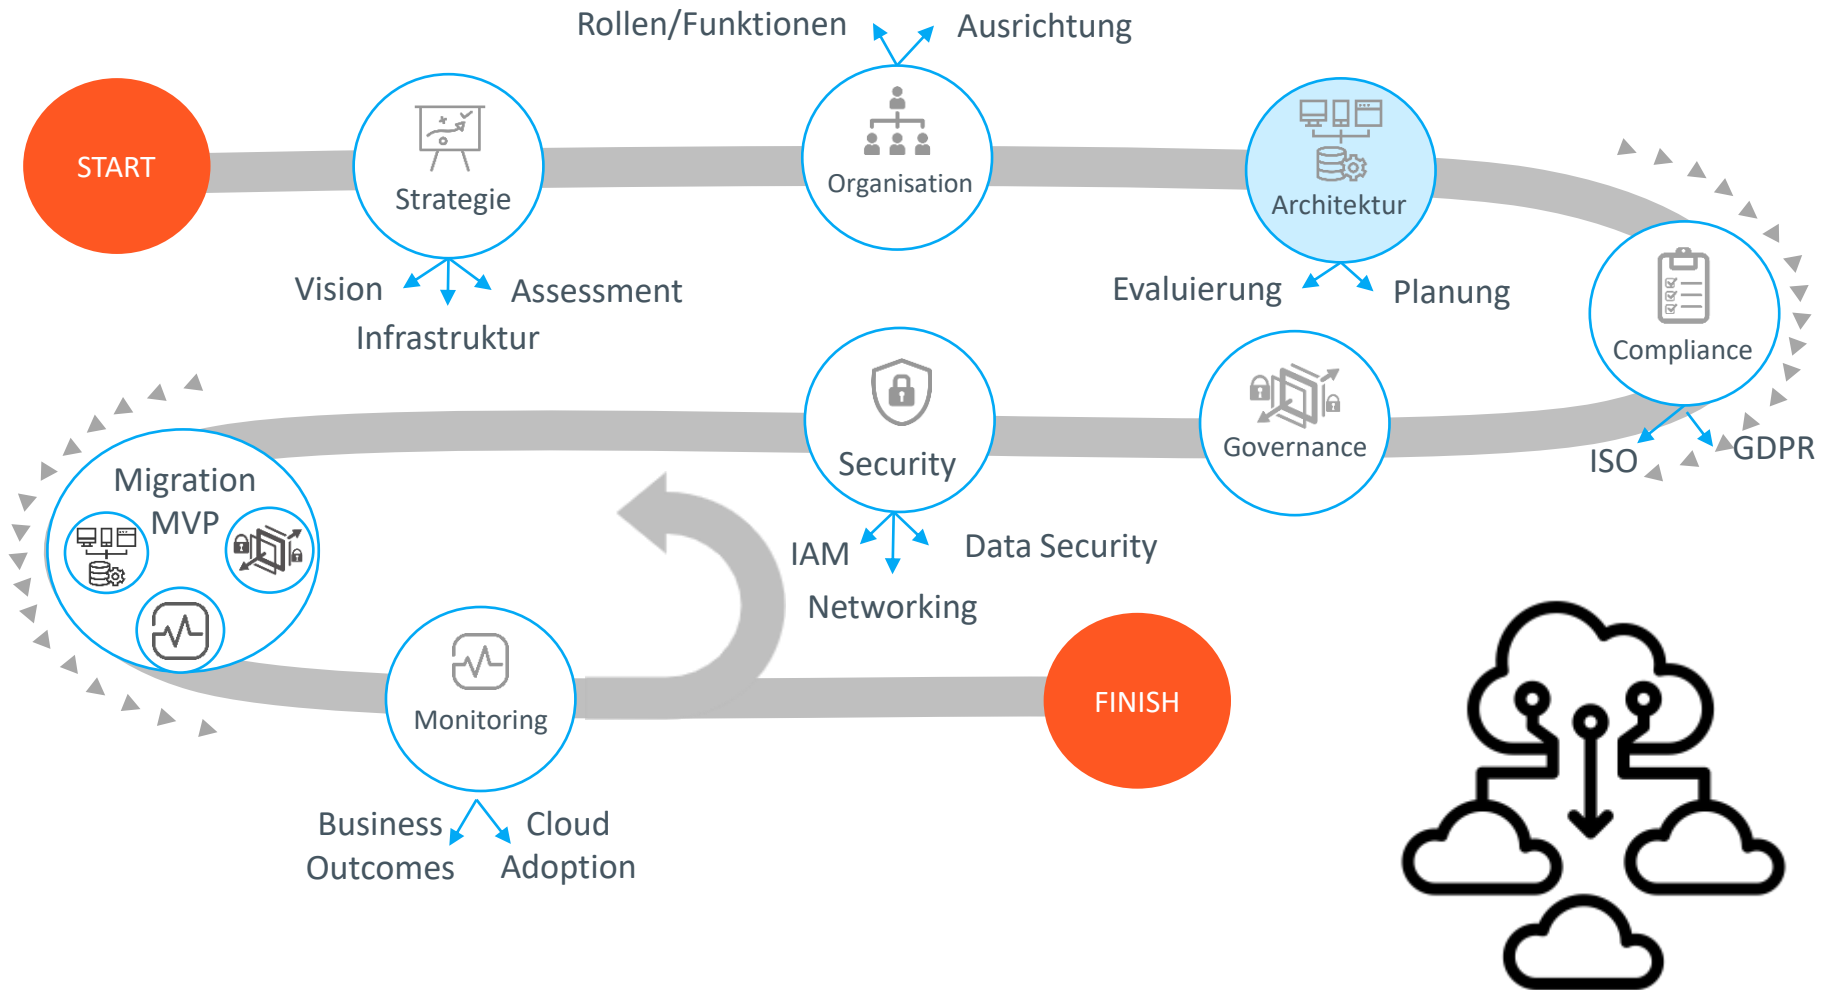 Rollen/Funktionen
Ausrichtung
START
Strategie
Organisation
Architektur
Vision
Assessment
Infrastruktur
Evaluierung
Planung
Compliance
ISO
GDPR
Governance
Security
IAM
Data Security
Networking
Migration
MVP
Monitoring
FINISH
Business
Outcomes
Cloud
Adoption